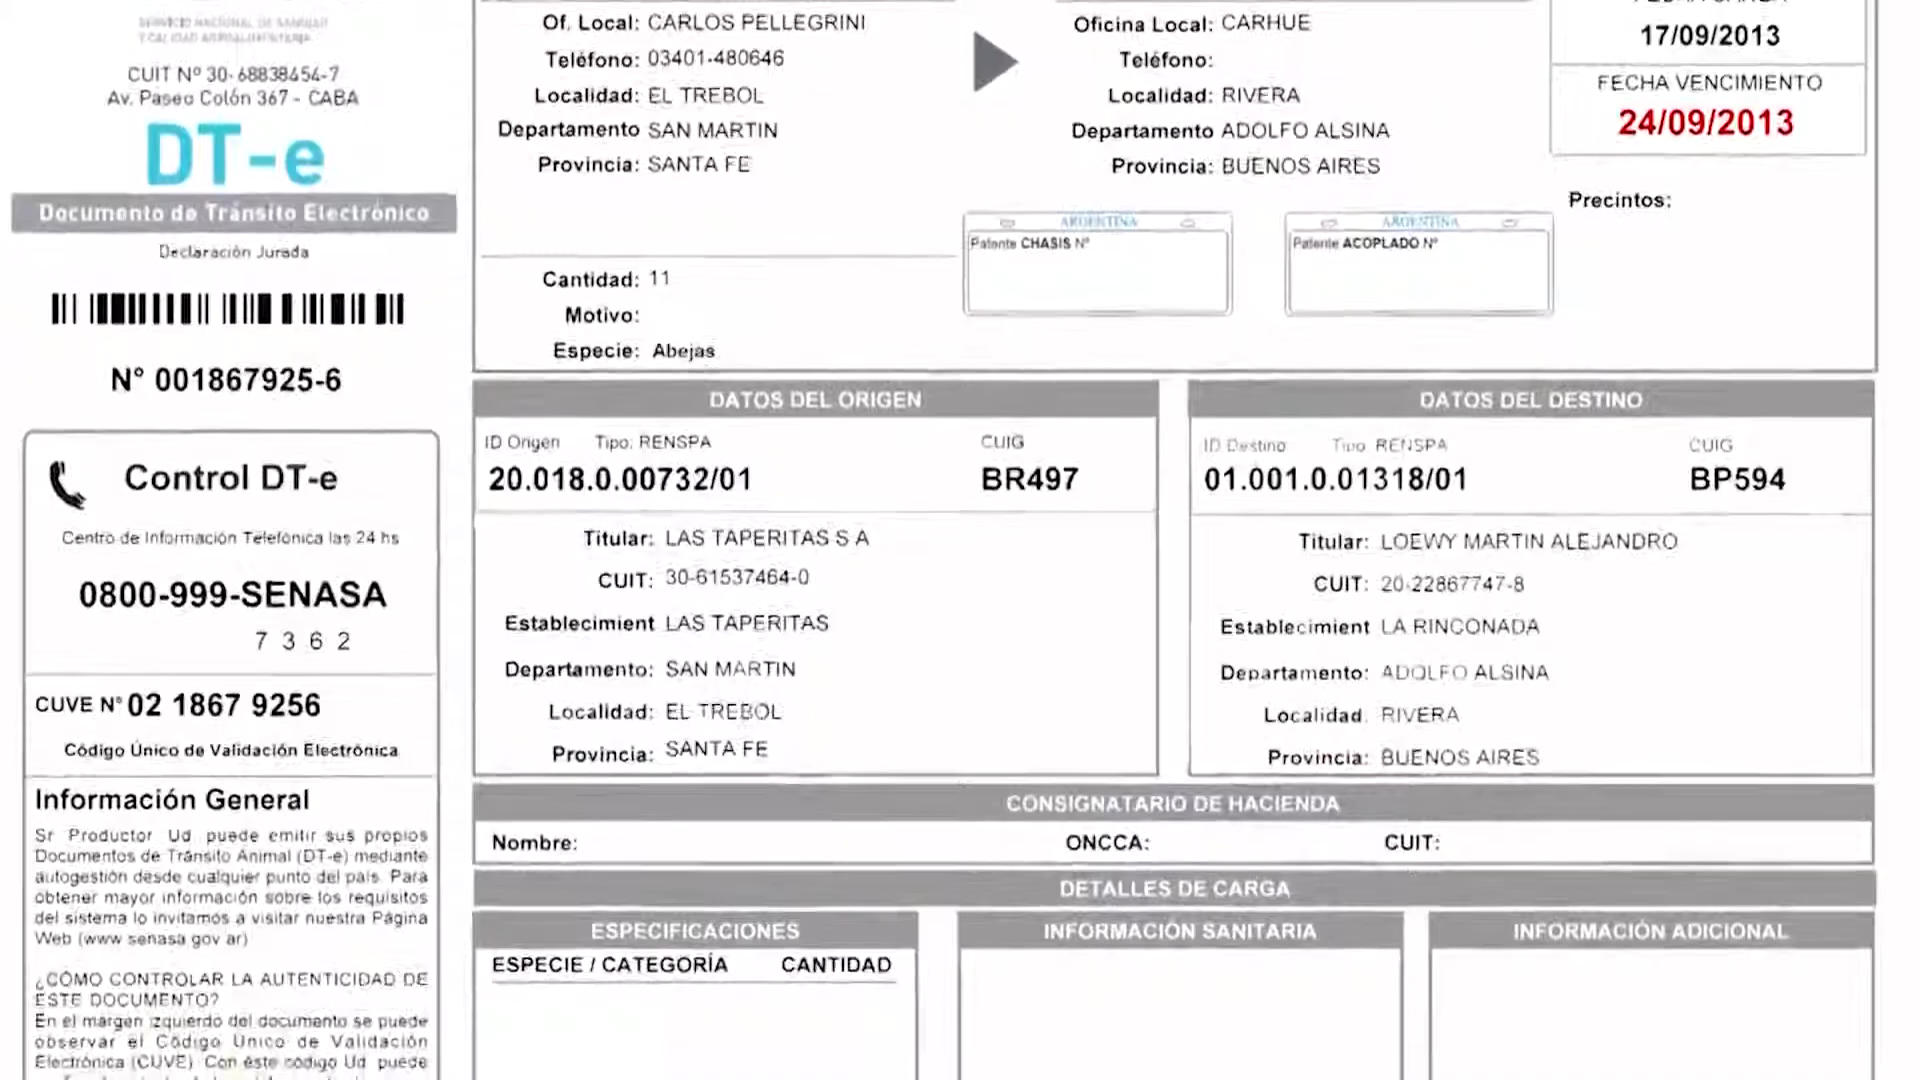 SERVICIO NACIONAL DE SANIDAD
Y CALIDAD AGROALIMENTARIA
CUIT Nº 30-68838454-7
Av. Paseo Colón 367 - CABA
DT-e
Documento de Tránsito Electrónico
Declaración Jurada
N° 001867925-6
Control DT-e
Centro de Información Telefónica las 24 hs
0800-999-SENASA
7 3 6 2
CUVE N° 02 1867 9256
Código Único de Validación Electrónica
Información General
Sr Productor Ud puede emitir sus propios
Documentos de Tránsito Animal (DT-e) mediante
autogestión desde cualquier punto del país. Para
obtener mayor información sobre los requisitos
del sistema lo invitamos a visitar nuestra Página
Web (www senasa gov ar)
¿CÓMO CONTROLAR LA AUTENTICIDAD DE
ESTE DOCUMENTO?
En el margen izquierdo del documento se puede
observar el Código Único de Validación
Electrónica (CUVE) Con éste código Ud puede
Of. Local: CARLOS PELLEGRINI
Teléfono: 03401-480646
Localidad: EL TREBOL
Departamento SAN MARTIN
Provincia: SANTA FE
Oficina Local: CARHUE
Teléfono:
Localidad: RIVERA
Departamento ADOLFO ALSINA
Provincia: BUENOS AIRES
17/09/2013
FECHA VENCIMIENTO
24/09/2013
Precintos:
Cantidad: 11
Motivo:
Especie: Abejas
ARGENTINA
Patente CHASIS Nº
ARGENTINA
Patente ACOPLADO Nº
DATOS DEL ORIGEN
ID Origen Tipo: RENSPA CUIG
20.018.0.00732/01 BR497
Titular: LAS TAPERITAS S A
CUIT: 30-61537464-0
Establecimient LAS TAPERITAS
Departamento: SAN MARTIN
Localidad: EL TREBOL
Provincia: SANTA FE
DATOS DEL DESTINO
ID Destino Tipo RENSPA CUIG
01.001.0.01318/01 BP594
Titular: LOEWY MARTIN ALEJANDRO
CUIT: 20-22867747-8
Establecimient LA RINCONADA
Departamento: ADOLFO ALSINA
Localidad RIVERA
Provincia: BUENOS AIRES
CONSIGNATARIO DE HACIENDA
Nombre: ONCCA: CUIT:
DETALLES DE CARGA
ESPECIFICACIONES
ESPECIE / CATEGORÍA CANTIDAD
INFORMACIÓN SANITARIA
INFORMACIÓN ADICIONAL